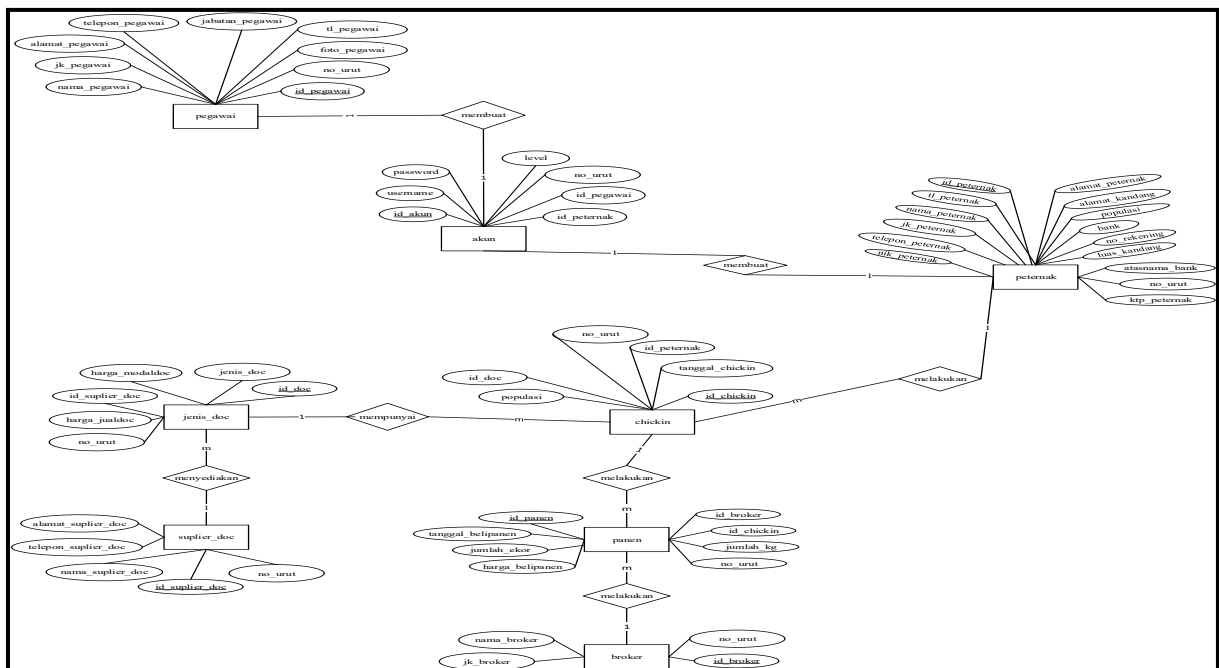 telepon_pegawai
jabatan_pegawai
alamat_pegawai
tl_pegawai
jk_pegawai
foto_pegawai
nama_pegawai
no_urut
id_pegawai
pegawai
1
membuat
1
password
level
username
no_urut
id_akun
id_pegawai
id_peternak
akun
1
membuat
1
id_peternak
alamat_peternak
tl_peternak
alamat_kandang
nama_peternak
populasi
jk_peternak
bank
telepon_peternak
no_rekening
nik_peternak
luas_kandang
peternak
atasnama_bank
no_urut
ktp_peternak
1
melakukan
m
no_urut
id_peternak
id_doc
tanggal_chickin
populasi
id_chickin
chickin
harga_modaldoc
jenis_doc
id_suplier_doc
id_doc
harga_jualdoc
jenis_doc
no_urut
1
mempunyai
m
m
menyediakan
1
alamat_suplier_doc
suplier_doc
telepon_suplier_doc
nama_suplier_doc
no_urut
id_suplier_doc
1
melakukan
m
id_panen
id_broker
tanggal_belipanen
id_chickin
jumlah_ekor
panen
jumlah_kg
harga_belipanen
no_urut
m
melakukan
1
nama_broker
no_urut
jk_broker
broker
id_broker